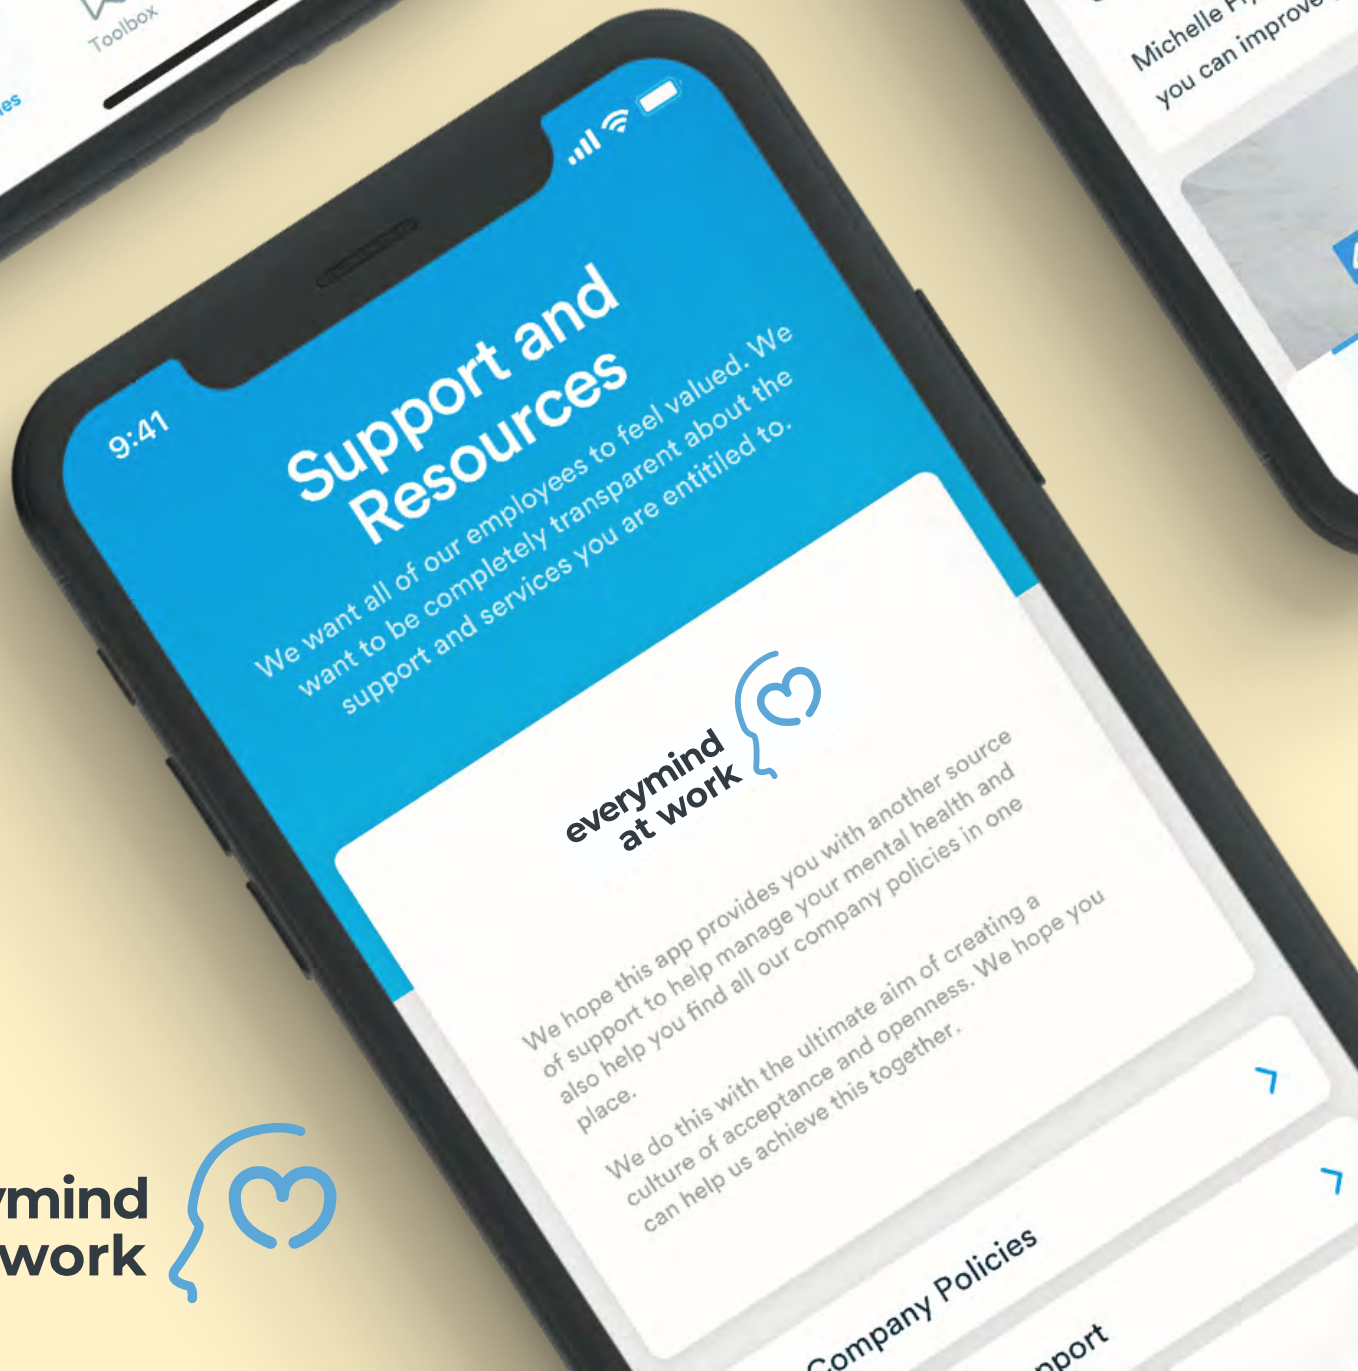 Toolbox
9:41
Support and
Resources
We want all of our employees to feel valued. We
want to be completely transparent about the
support and services you are entitiled to.
everymind
at work
We hope this app provides you with another source
of support to help manage your mental health and
also help you find all our company policies in one
place.
We do this with the ultimate aim of creating a
culture of acceptance and openness. We hope you
can help us achieve this together.
Company Policies
Michelle
you can improve
mind
work